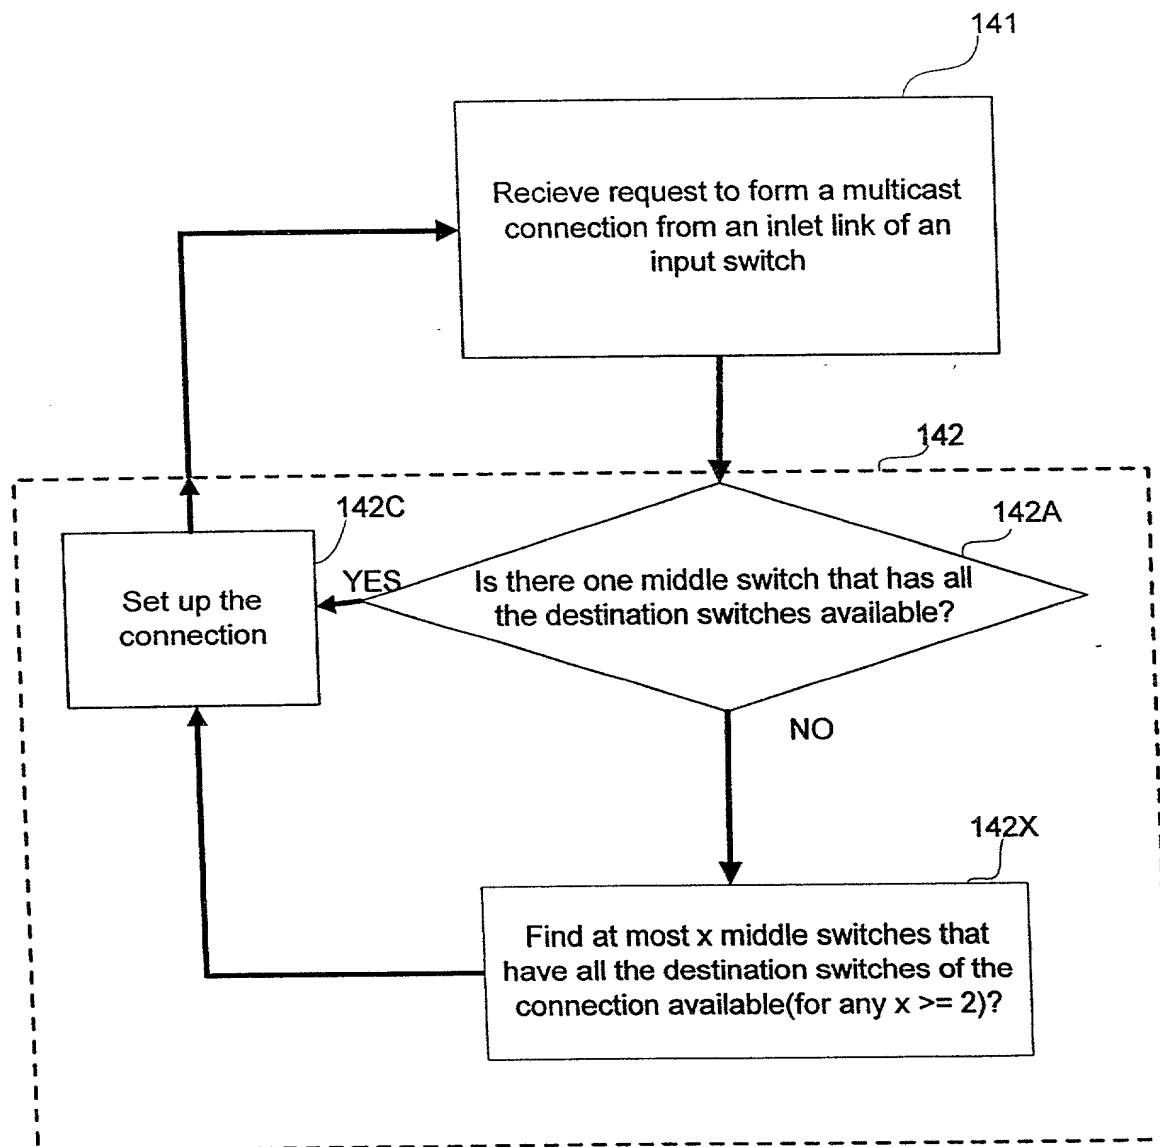 141
Recieve request to form a multicast
connection from an inlet link of an
input switch
142
142C
142A
YES
Is there one middle switch that has all
the destination switches available?
Set up the
connection
NO
142X
Find at most x middle switches that
have all the destination switches of the
connection available(for any x >= 2)?